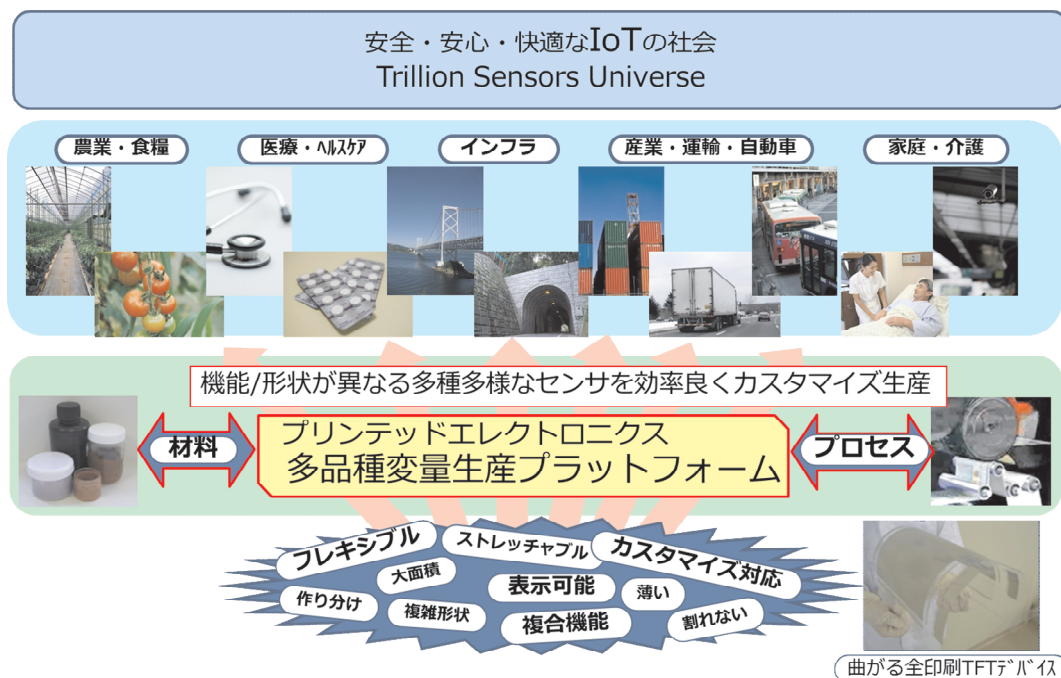 安全・安心・快適なIoTの社会
Trillion Sensors Universe
農業・食糧
医療・ﾍﾙｽｹｱ
インフラ
産業・運輸・自動車
家庭・介護
機能/形状が異なる多種多様なセンサを効率良くカスタマイズ生産
材料
プリンテッドエレクトロニクス
多品種変量生産プラットフォーム
プロセス
フレキシブル
ストレッチャブル
カスタマイズ対応
大面積
表示可能
薄い
作り分け
複雑形状
複合機能
割れない
曲がる全印刷TFTﾃﾞﾊﾞｲｽ